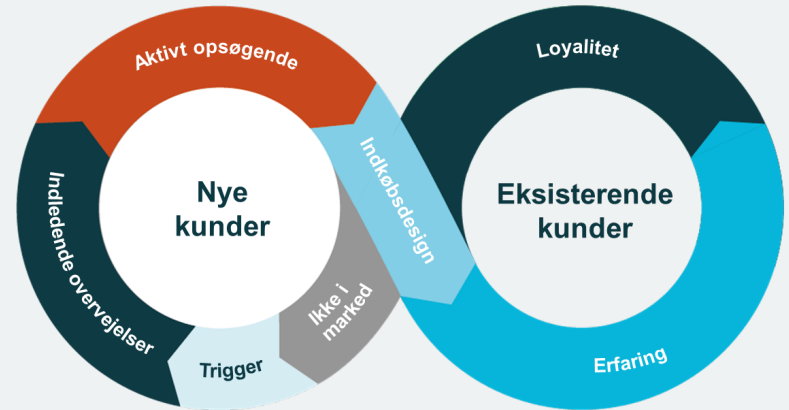 Aktivt opsøgende
Loyalitet
Nye
kunder
Eksisterende
kunder
Indkøbsdesign
Indledende overvejelser
Ikke i
marked
Trigger
Erfaring